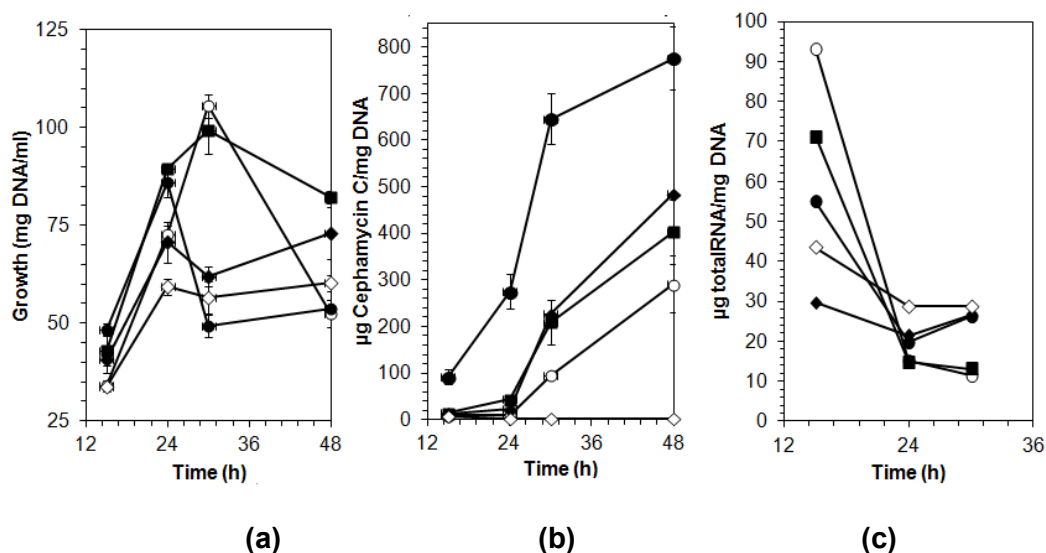 Growth (mg DNA/ml)
125
100
75
50
25
12 24 36 48
Time (h)
(a)
µg Cephamycin C/mg DNA
800
700
600
500
400
300
200
100
0
12 24 36 48
Time (h)
(b)
µg totalRNA/mg DNA
100
90
80
70
60
50
40
30
20
10
0
12 24 36
Time (h)
(c)